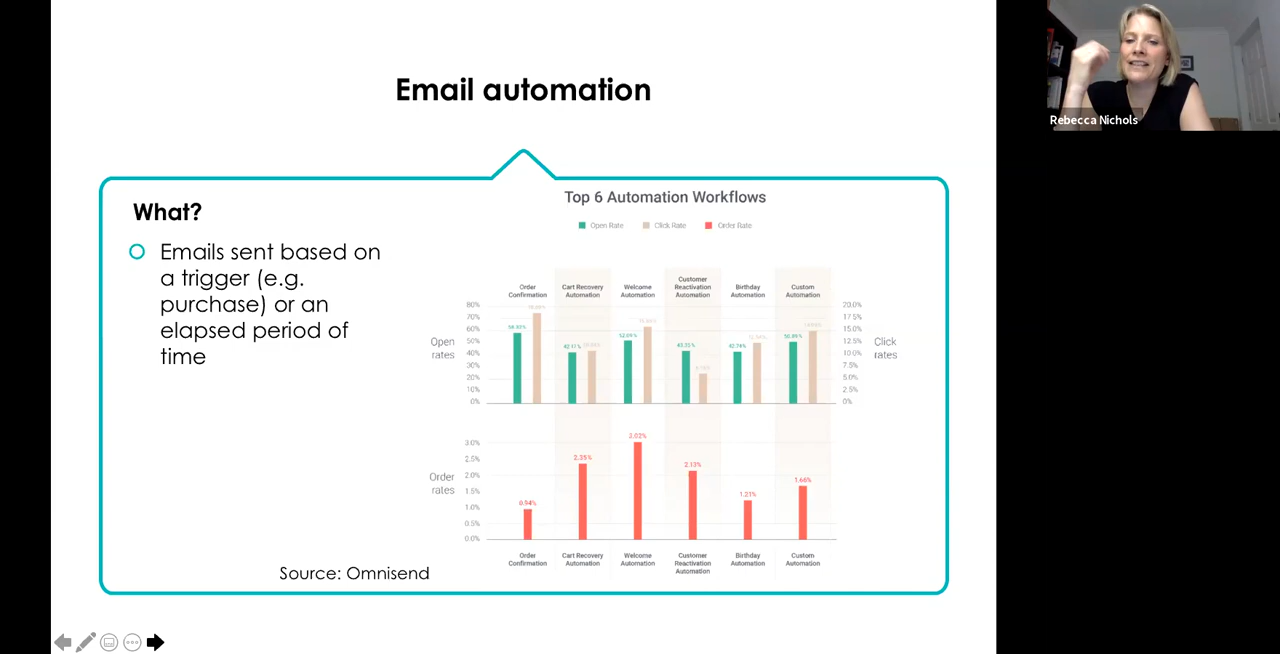 Email automation
Rebecca Nichols
What?
Emails sent based on
a trigger (e.g.
purchase) or an
elapsed period of
time
Source: Omnisend
Top 6 Automation Workflows
Open Rate Click Rate Order Rate
Order Confirmation
Cart Recovery Automation
Welcome Automation
Customer Reactivation Automation
Birthday Automation
Custom Automation
Open rates
80%
70%
60%
50%
40%
30%
20%
10%
0%
42.11%
42.74%
Click rates
20.0%
17.5%
15.0%
12.5%
10.0%
7.5%
5.0%
2.5%
0%
Order rates
3.0%
2.5%
2.0%
1.5%
1.0%
0.5%
0.0%
0.94%
2.35%
3.02%
2.13%
1.21%
1.66%
Order Confirmation
Cart Recovery Automation
Welcome Automation
Customer Reactivation Automation
Birthday Automation
Custom Automation